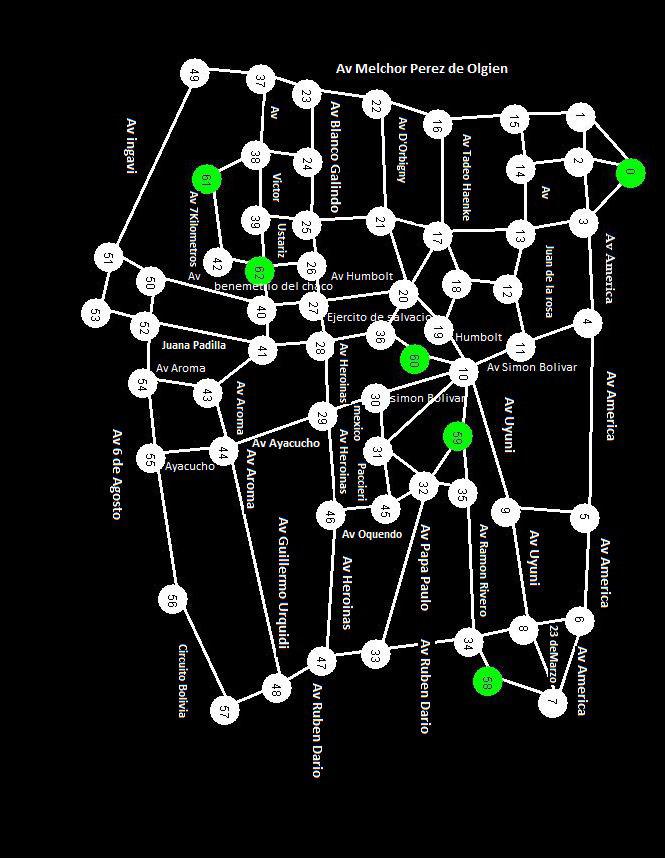 0
Av America
Av America
Av America
Av America
1
2
3
4
5
6
7
23 deMarzo
Av
Juan de la rosa
Av Simon Bolivar
Av Uyuni
Av Uyuni
8
15
14
13
12
11
9
58
Av Melchor Perez de Olgien
Av Tadeo Haenke
Humbolt
10
59
35
Av Ramon Rivero
34
18
simon Bolivar
16
17
19
32
Av Papa Paulo
Av Ruben Dario
60
Av D'Orbigny
20
Ejercito de salvacio
22
21
36
30
31
45
33
Av Humbolt
mexico
Paccieri
Av Oquendo
Av Blanco Galindo
Av Heroinas
Av Heroinas
Av Heroinas
23
24
25
26
27
28
29
46
47
Av Ruben Dario
benemerito del chaco
Av
Victor
Ustariz
Av Ayacucho
Av Guillermo Urquidi
48
37
38
39
62
40
41
Av Aroma
Av Aroma
44
57
61
42
Av 7Kilometros
Av
Juana Padilla
Av Aroma
43
Ayacucho
49
Circuito Bolivia
56
50
52
54
55
Av ingavi
Av 6 de Agosto
51
53